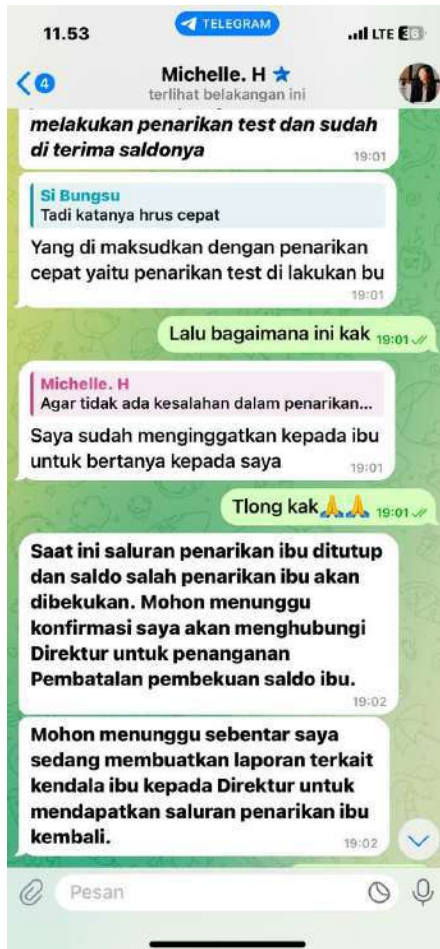 11.53
TELEGRAM
LTE 36
4
Michelle. H
terlihat belakangan ini
melakukan penarikan test dan sudah
di terima saldonya
19:01
Si Bungsu
Tadi katanya hrus cepat
Yang di maksudkan dengan penarikan
cepat yaitu penarikan test di lakukan bu
19:01
Lalu bagaimana ini kak 19:01
Michelle. H
Agar tidak ada kesalahan dalam penarikan...
Saya sudah menginggatkan kepada ibu
untuk bertanya kepada saya
19:01
Tlong kak🙏🙏 19:01
Saat ini saluran penarikan ibu ditutup
dan saldo salah penarikan ibu akan
dibekukan. Mohon menunggu
konfirmasi saya akan menghubungi
Direktur untuk penanganan
Pembatalan pembekuan saldo ibu.
19:02
Mohon menunggu sebentar saya
sedang membuatkan laporan terkait
kendala ibu kepada Direktur untuk
mendapatkan saluran penarikan ibu
kembali.
19:02
Pesan